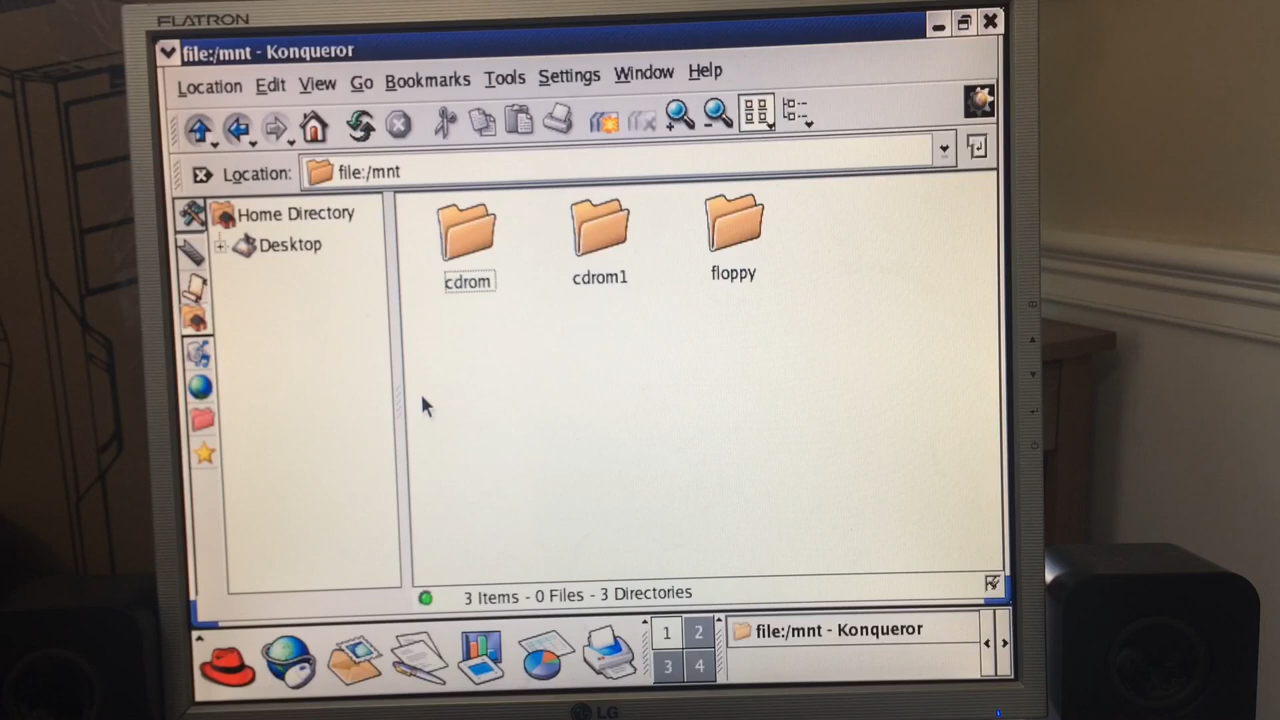 FLATRON
file:/mnt - Konqueror
Location Edit View Go Bookmarks Tools Settings Window Help
Location: file:/mnt
Home Directory
Desktop
cdrom cdrom1 floppy
3 Items - 0 Files - 3 Directories
1 2
3 4
file:/mnt - Konqueror
LG